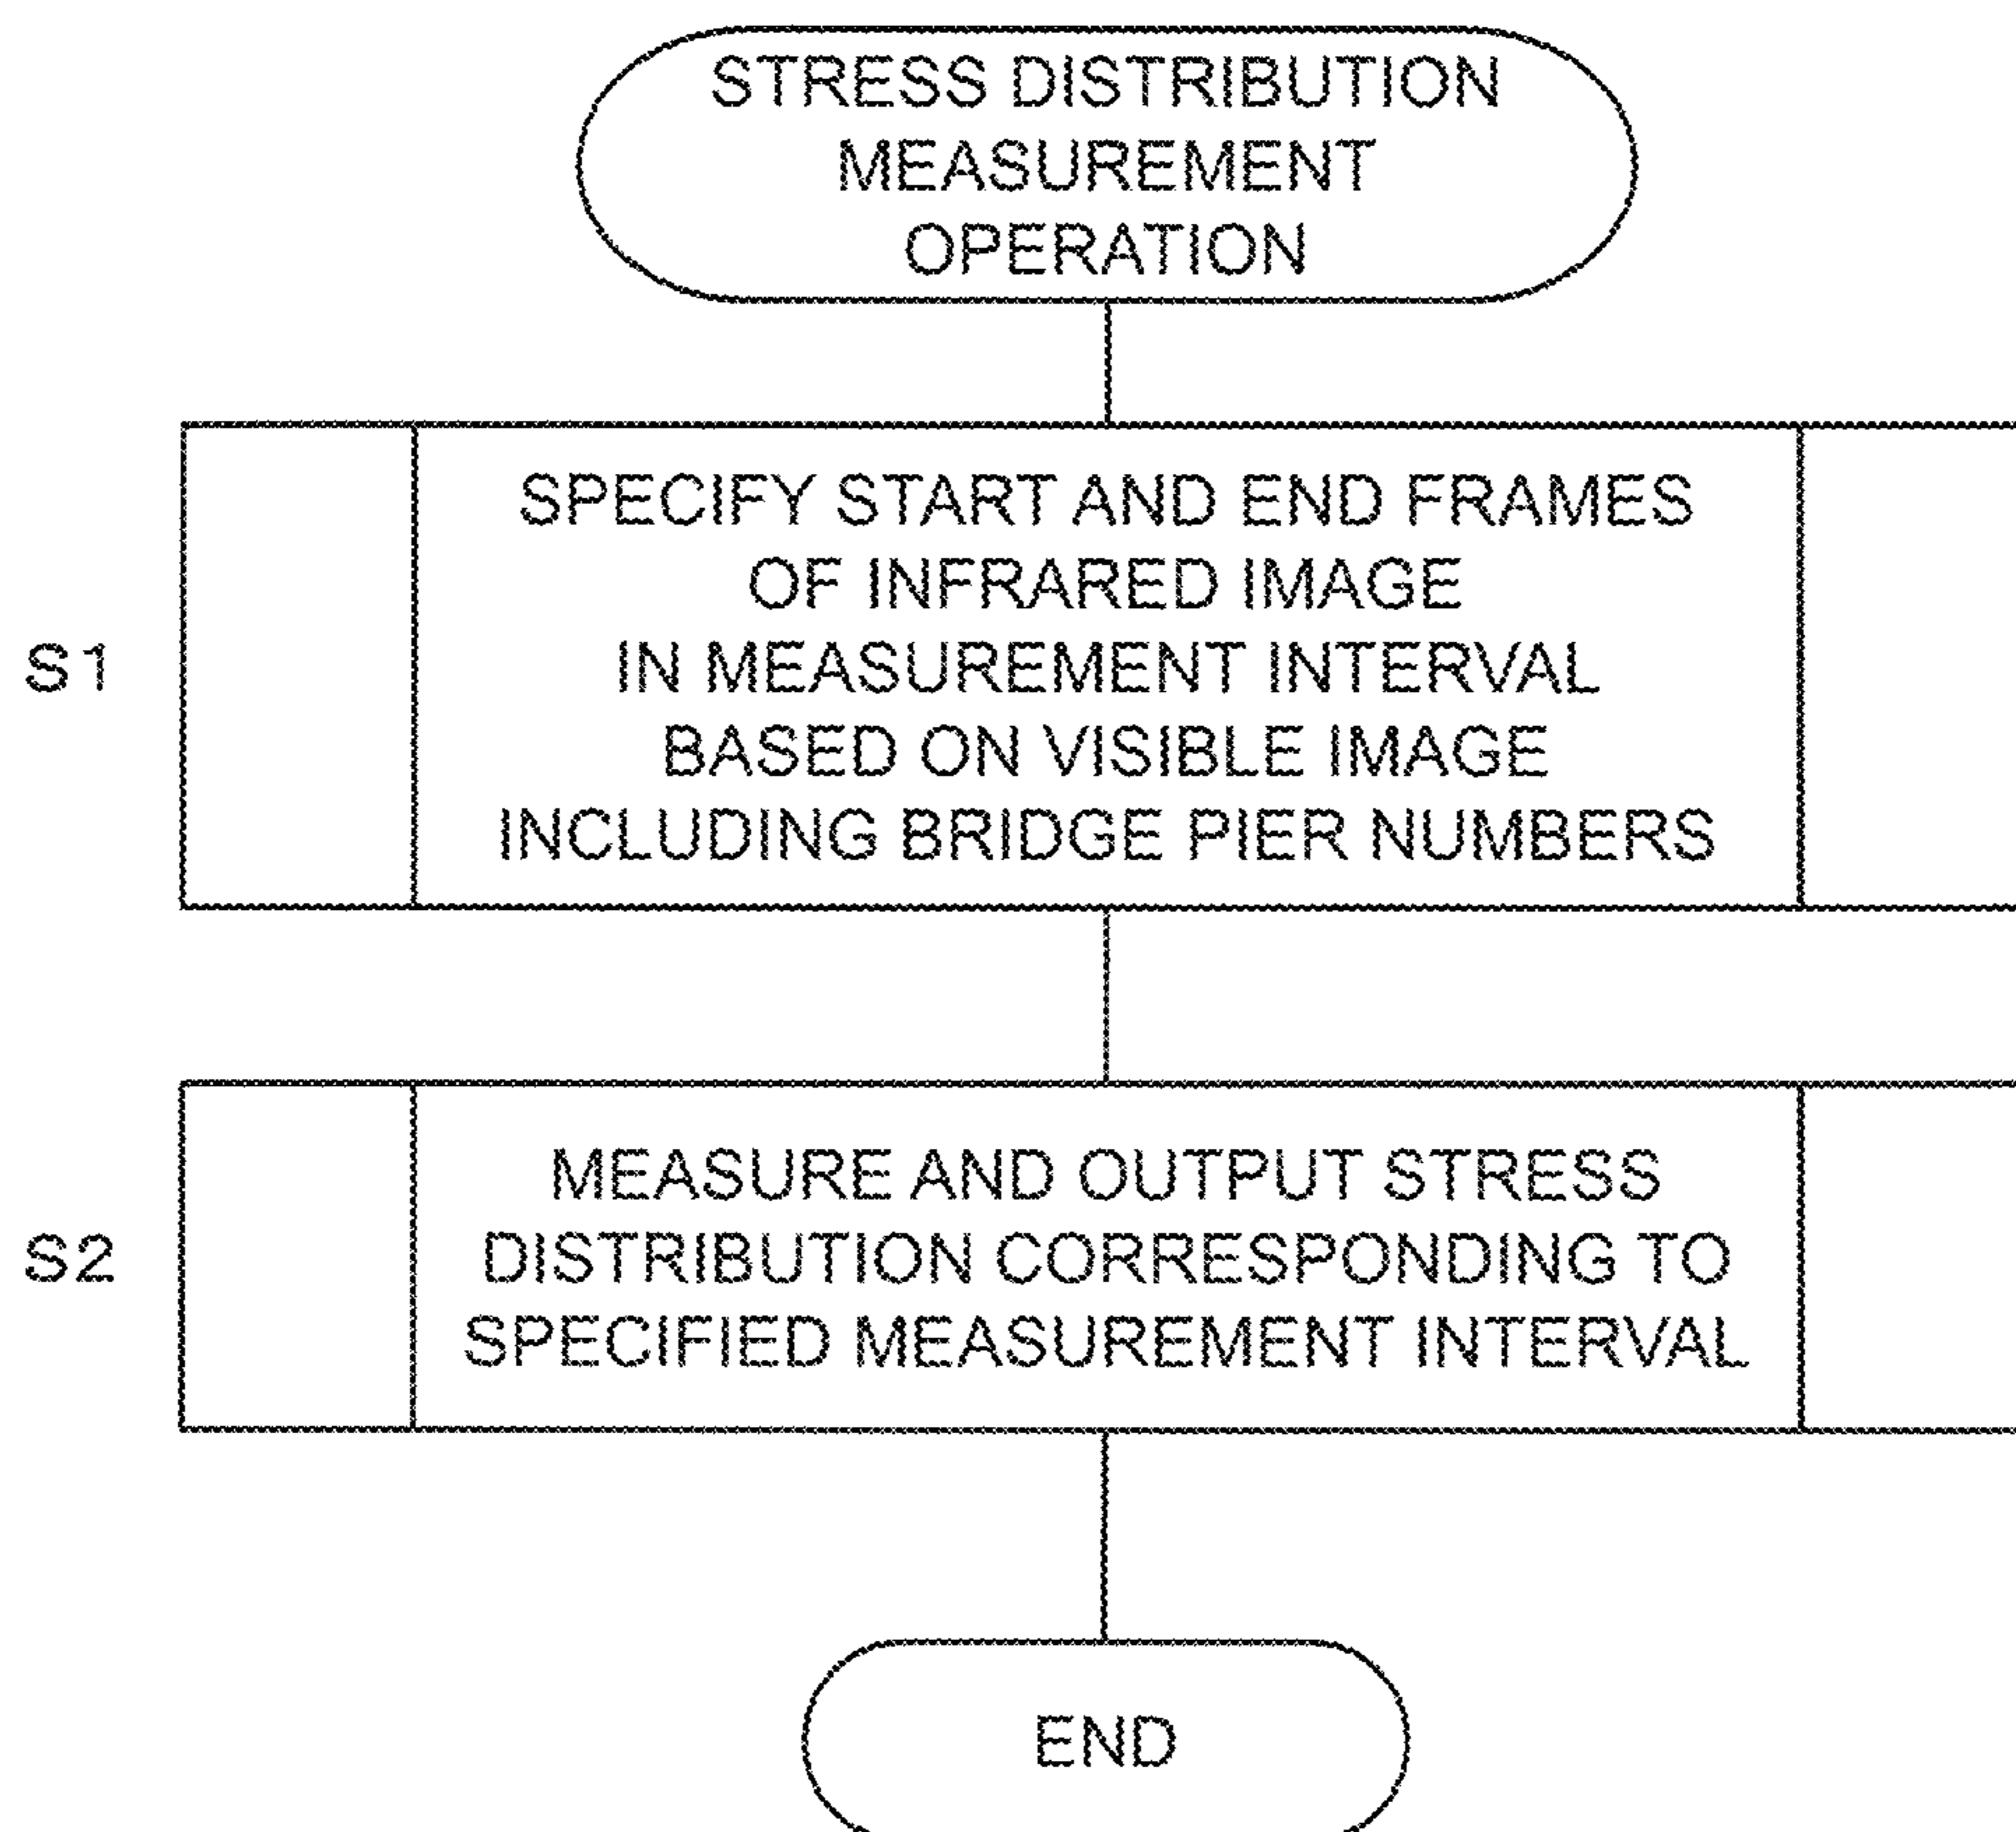 STRESS DISTRIBUTION
MEASUREMENT
OPERATION
S1
SPECIFY START AND END FRAMES
OF INFRARED IMAGE
IN MEASUREMENT INTERVAL
BASED ON VISIBLE IMAGE
INCLUDING BRIDGE PIER NUMBERS
S2
MEASURE AND OUTPUT STRESS
DISTRIBUTION CORRESPONDING TO
SPECIFIED MEASUREMENT INTERVAL
END